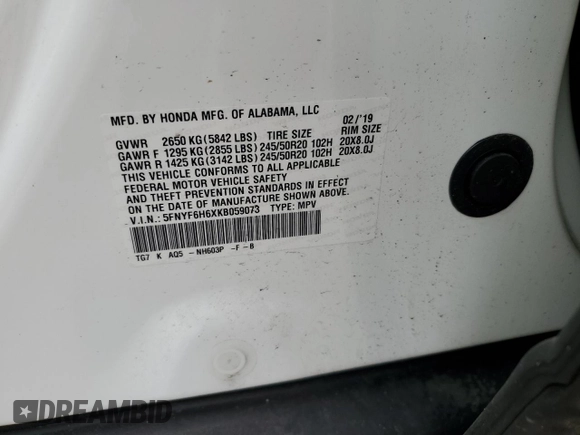 MFD. BY HONDA MFG. OF ALABAMA, LLC 02/'19
GVWR 2650 KG (5842 LBS) TIRE SIZE RIM SIZE
GAWR F 1295 KG (2855 LBS) 245/50R20 102H 20X8.0J
GAWR R 1425 KG (3142 LBS) 245/50R20 102H 20X8.0J
THIS VEHICLE CONFORMS TO ALL APPLICABLE
FEDERAL MOTOR VEHICLE SAFETY, BUMPER,
AND THEFT PREVENTION STANDARDS IN EFFECT
ON THE DATE OF MANUFACTURE SHOWN ABOVE.
V.I.N.: 5FNYF6H6XKB059073 TYPE: MPV
TG7 K AQ5 -NH603P -F -B
DREAMBID